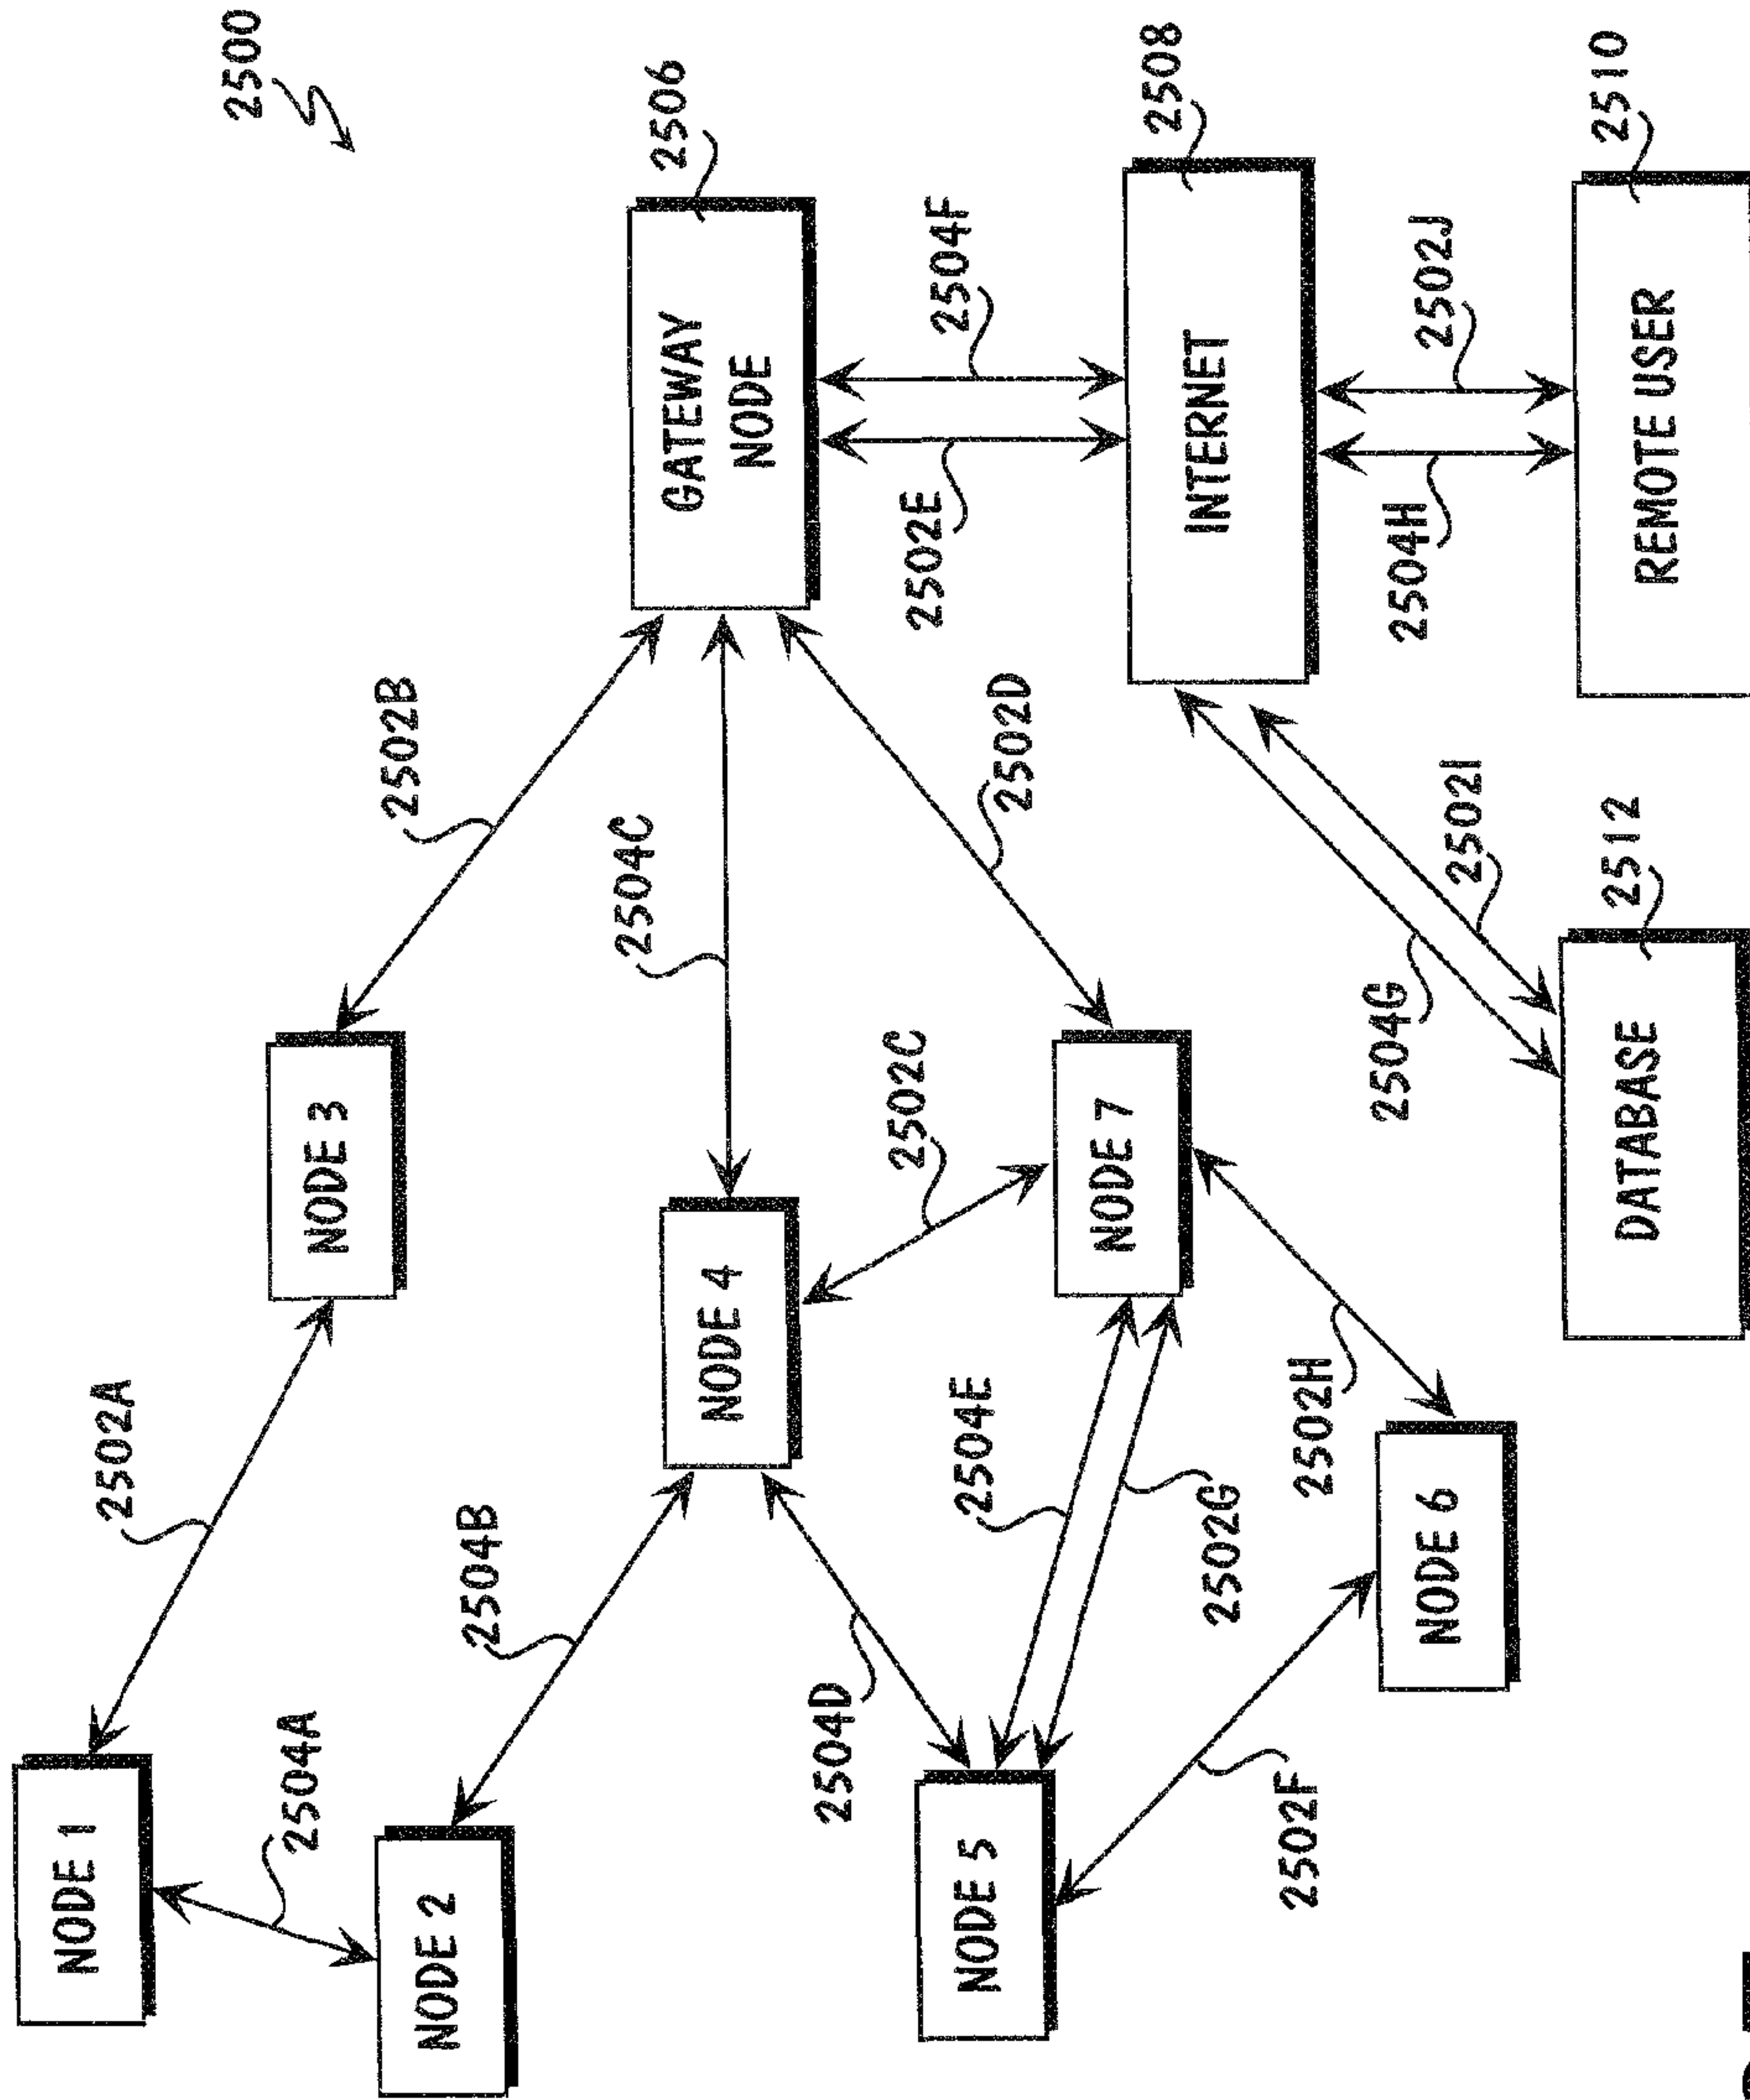 2500
NODE 1
2502A
NODE 3
2502B
GATEWAY
NODE
2506
2504A
NODE 2
2504B
NODE 4
2504C
2502E
2504F
2504D
2502C
2502D
NODE 5
2504E
2502G
NODE 7
INTERNET
2508
2502F
NODE 6
2502H
2504G
2502I
2504H
2502J
DATABASE
2512
REMOTE USER
2510